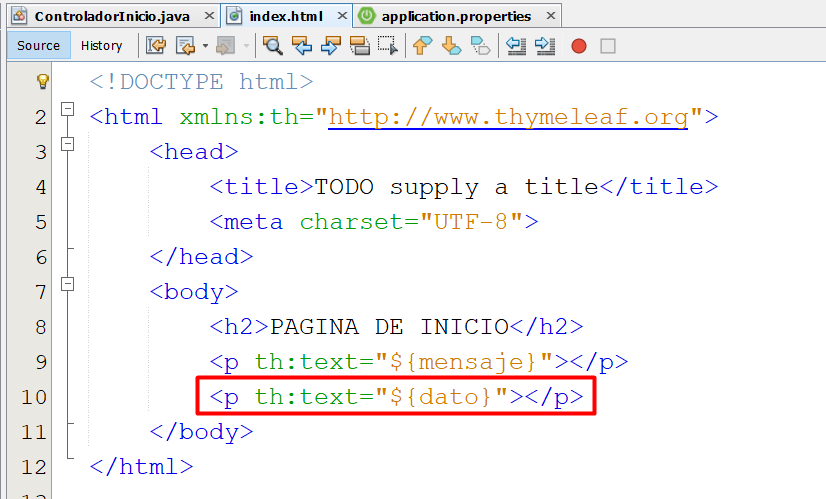 ControladorInicio.java index.html application.properties
Source History
<!DOCTYPE html>
2 <html xmlns:th="http://www.thymeleaf.org">
3 <head>
4 <title>TODO supply a title</title>
5 <meta charset="UTF-8">
6 </head>
7 <body>
8 <h2>PAGINA DE INICIO</h2>
9 <p th:text="${mensaje}"></p>
10 <p th:text="${dato}"></p>
11 </body>
12 </html>